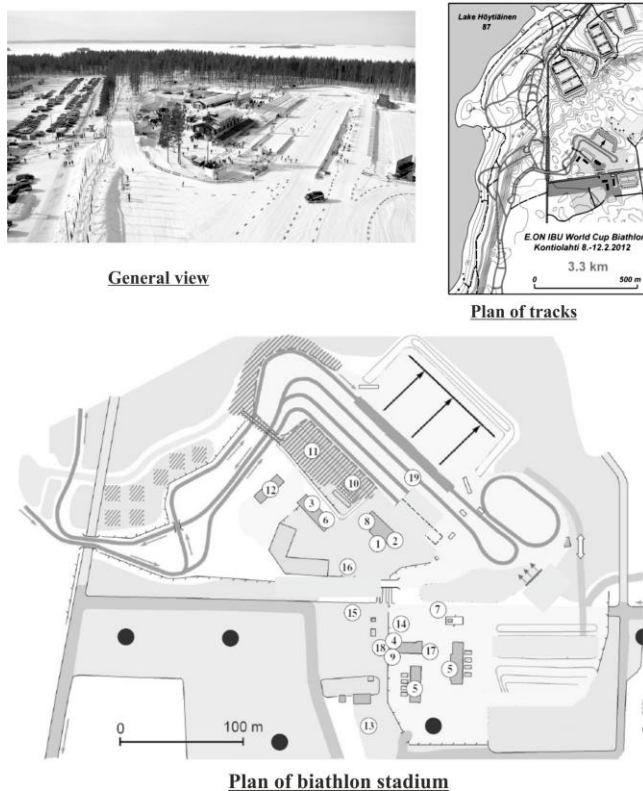 Lake Höytiäinen
87
E.ON IBU World Cup Biathlon
Kontiolahti 8.-12.2.2012
3.3 km
0 500 m
General view
Plan of tracks
11
10
19
12
3
8
6
1
2
16
15
7
14
4
18
17
9
5
5
13
0 100 m
Plan of biathlon stadium